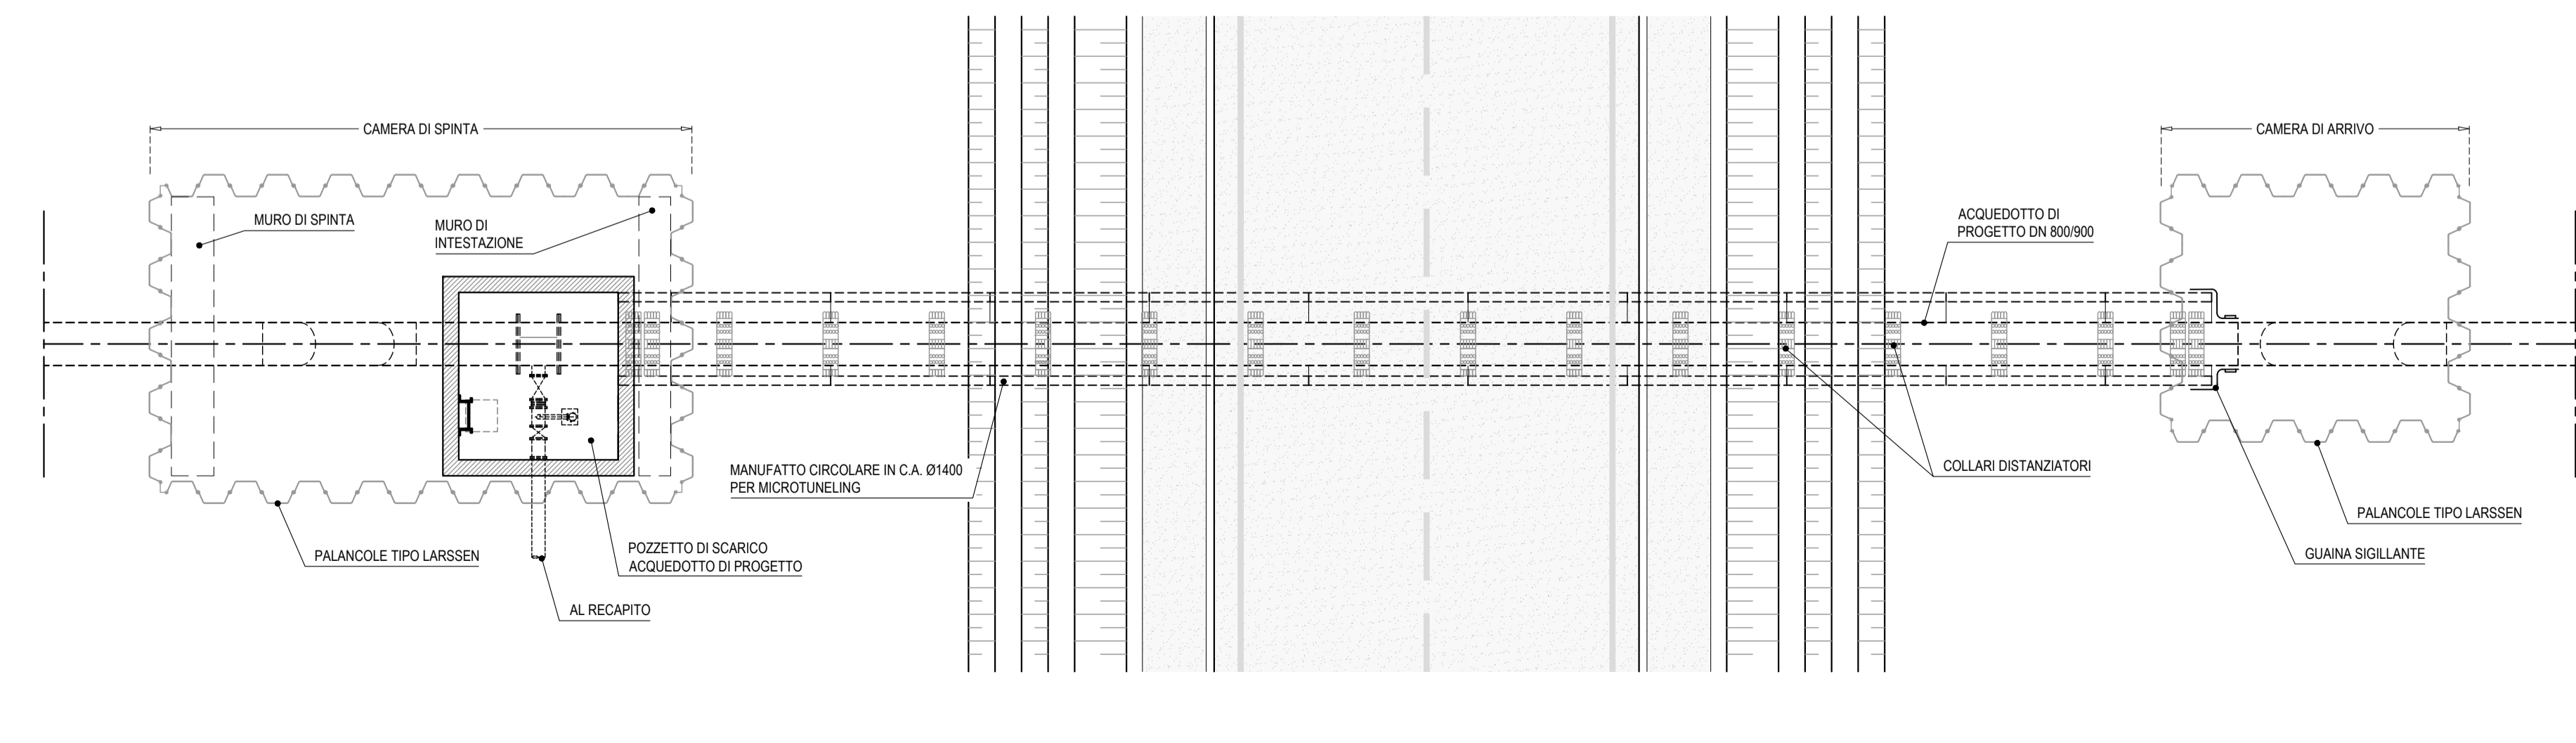 CAMERA DI SPINTA
CAMERA DI ARRIVO
MURO DI SPINTA
MURO DI
INTESTAZIONE
ACQUEDOTTO DI
PROGETTO DN 800/900
MANUFATTO CIRCOLARE IN C.A. Ø1400
PER MICROTUNELING
COLLARI DISTANZIATORI
PALANCOLE TIPO LARSSEN
POZZETTO DI SCARICO
ACQUEDOTTO DI PROGETTO
PALANCOLE TIPO LARSSEN
GUAINA SIGILLANTE
AL RECAPITO